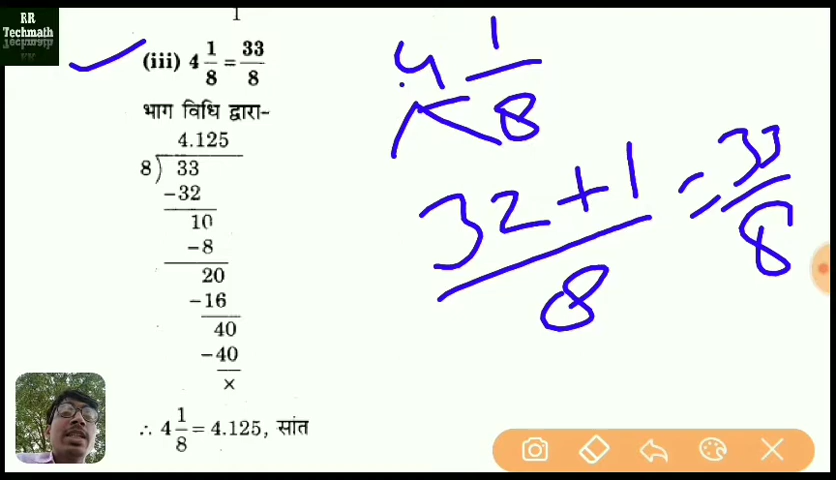 RR
Techmath
1
(iii) 4 1/8 = 33/8
भाग विधि द्वारा-
4.125
8) 33
-32
10
-8
20
-16
40
-40
×
∴ 4 1/8 = 4.125, सांत
4 1/8
32+1/8 = 33/8